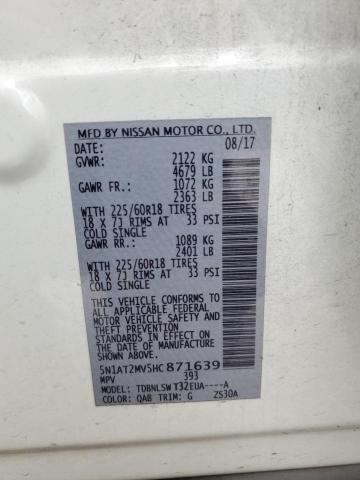 MFD BY NISSAN MOTOR CO., LTD.
DATE: 08/17
GVWR: 2122 KG
4679 LB
GAWR FR.: 1072 KG
2363 LB
WITH 225/60R18 TIRES
18 X 7J RIMS AT 33 PSI
COLD SINGLE
GAWR RR.: 1089 KG
2401 LB
WITH 225/60R18 TIRES
18 X 7J RIMS AT 33 PSI
COLD SINGLE
THIS VEHICLE CONFORMS TO
ALL APPLICABLE FEDERAL
MOTOR VEHICLE SAFETY AND
THEFT PREVENTION
STANDARDS IN EFFECT ON
THE DATE OF MANUFACTURE
SHOWN ABOVE.
5N1AT2MV5HC871639
MPV 393
MODEL: TDBNLSW T32EUA----A
COLOR: QAB TRIM: G ZS30A